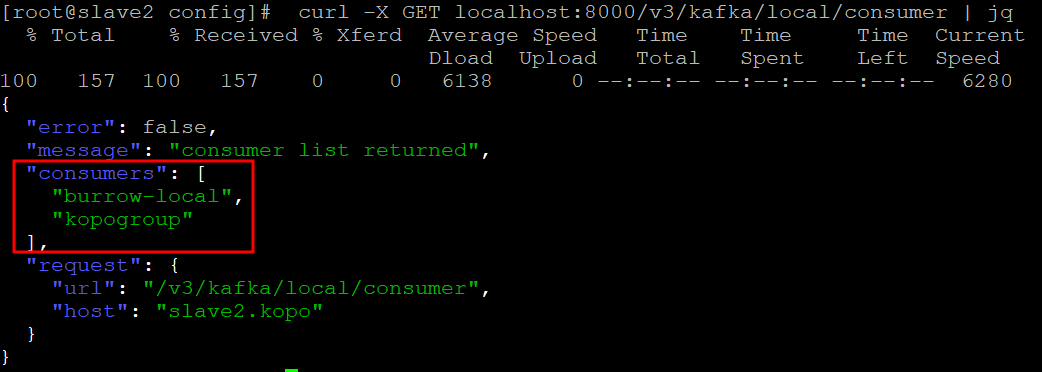 [root@slave2 config]#  curl -X GET localhost:8000/v3/kafka/local/consumer | jq
  % Total    % Received % Xferd  Average Speed   Time    Time     Time  Current
                                 Dload  Upload   Total   Spent    Left  Speed
100   157  100   157    0     0   6138      0 --:--:-- --:--:-- --:--:--  6280
{
  "error": false,
  "message": "consumer list returned",
  "consumers": [
    "burrow-local",
    "kopogroup"
  ],
  "request": {
    "url": "/v3/kafka/local/consumer",
    "host": "slave2.kopo"
  }
}